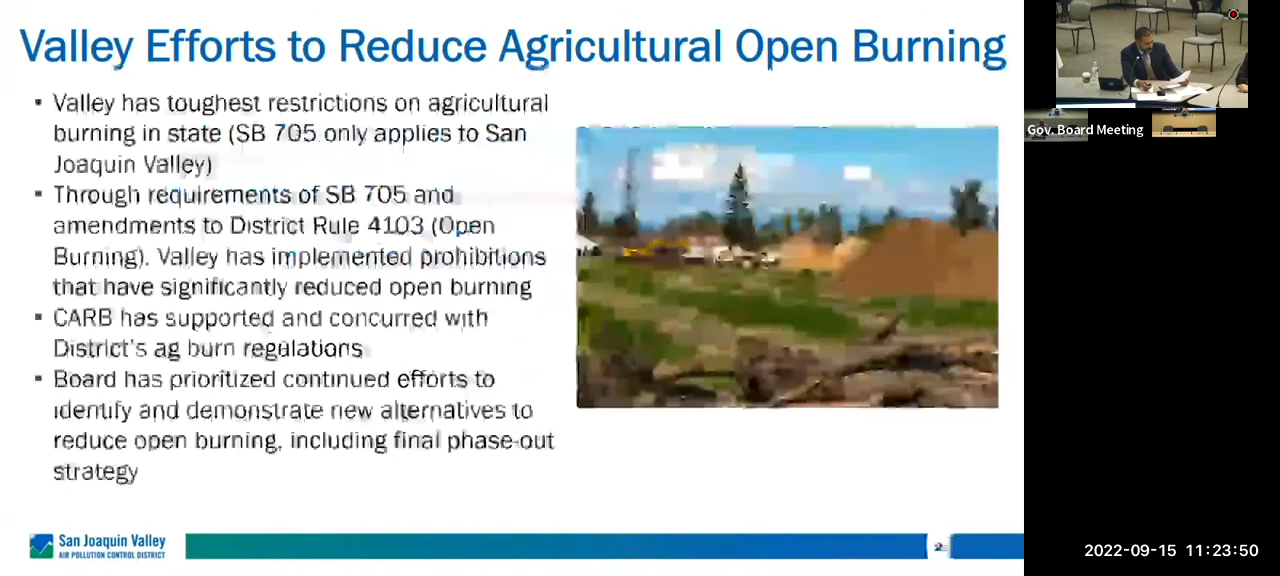 Valley Efforts to Reduce Agricultural Open Burning
▪ Valley has toughest restrictions on agricultural
burning in state (SB 705 only applies to San
Joaquin Valley)
▪ Through requirements of SB 705 and
amendments to District Rule 4103 (Open
Burning), Valley has implemented prohibitions
that have significantly reduced open burning
▪ CARB has supported and concurred with
District's ag burn regulations
▪ Board has prioritized continued efforts to
identify and demonstrate new alternatives to
reduce open burning, including final phase-out
strategy
San Joaquin Valley
AIR POLLUTION CONTROL DISTRICT
2
Gov. Board Meeting
2022-09-15 11:23:50